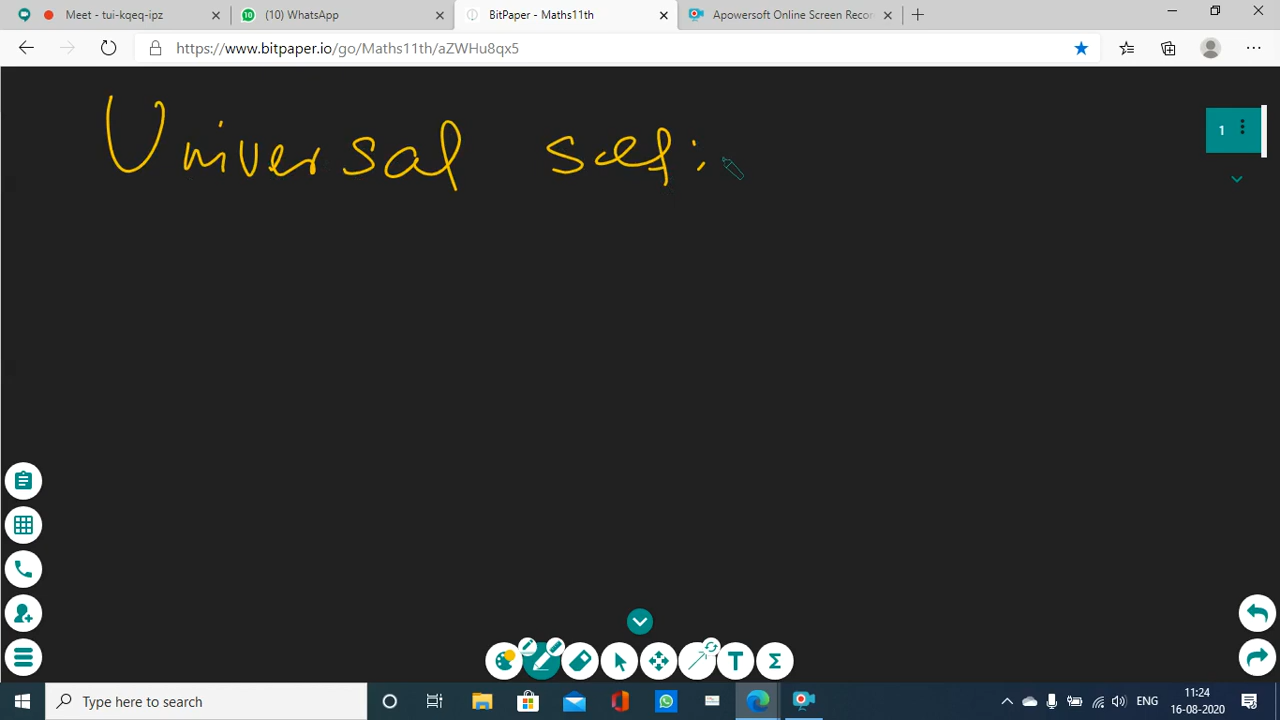 Meet - tui-kqeq-ipz
(10) WhatsApp
BitPaper - Maths11th
Apowersoft Online Screen Recor
https://www.bitpaper.io/go/Maths11th/aZWHu8qx5
Universal set:
1
T
Σ
Type here to search
ENG
11:24
16-08-2020